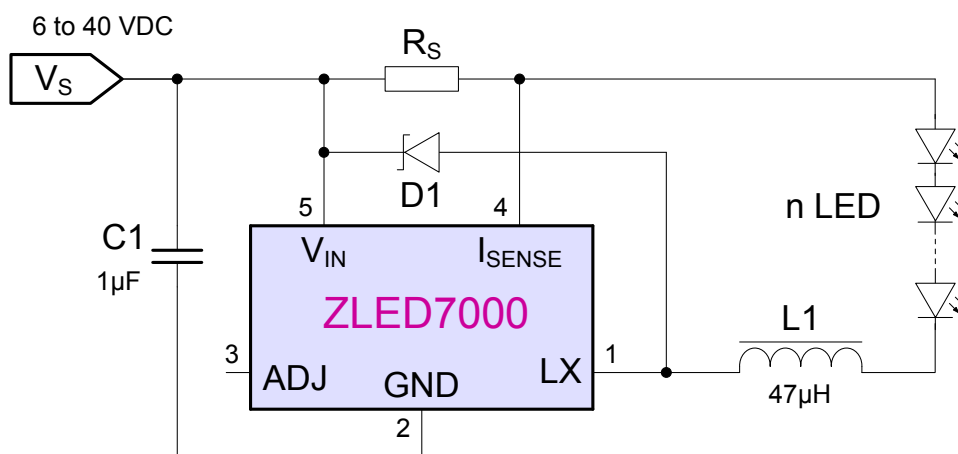 6 to 40 VDC
VS
RS
D1
5
4
n LED
C1
1µF
VIN
ISENSE
ZLED7000
L1
3
ADJ
GND
LX
1
47µH
2